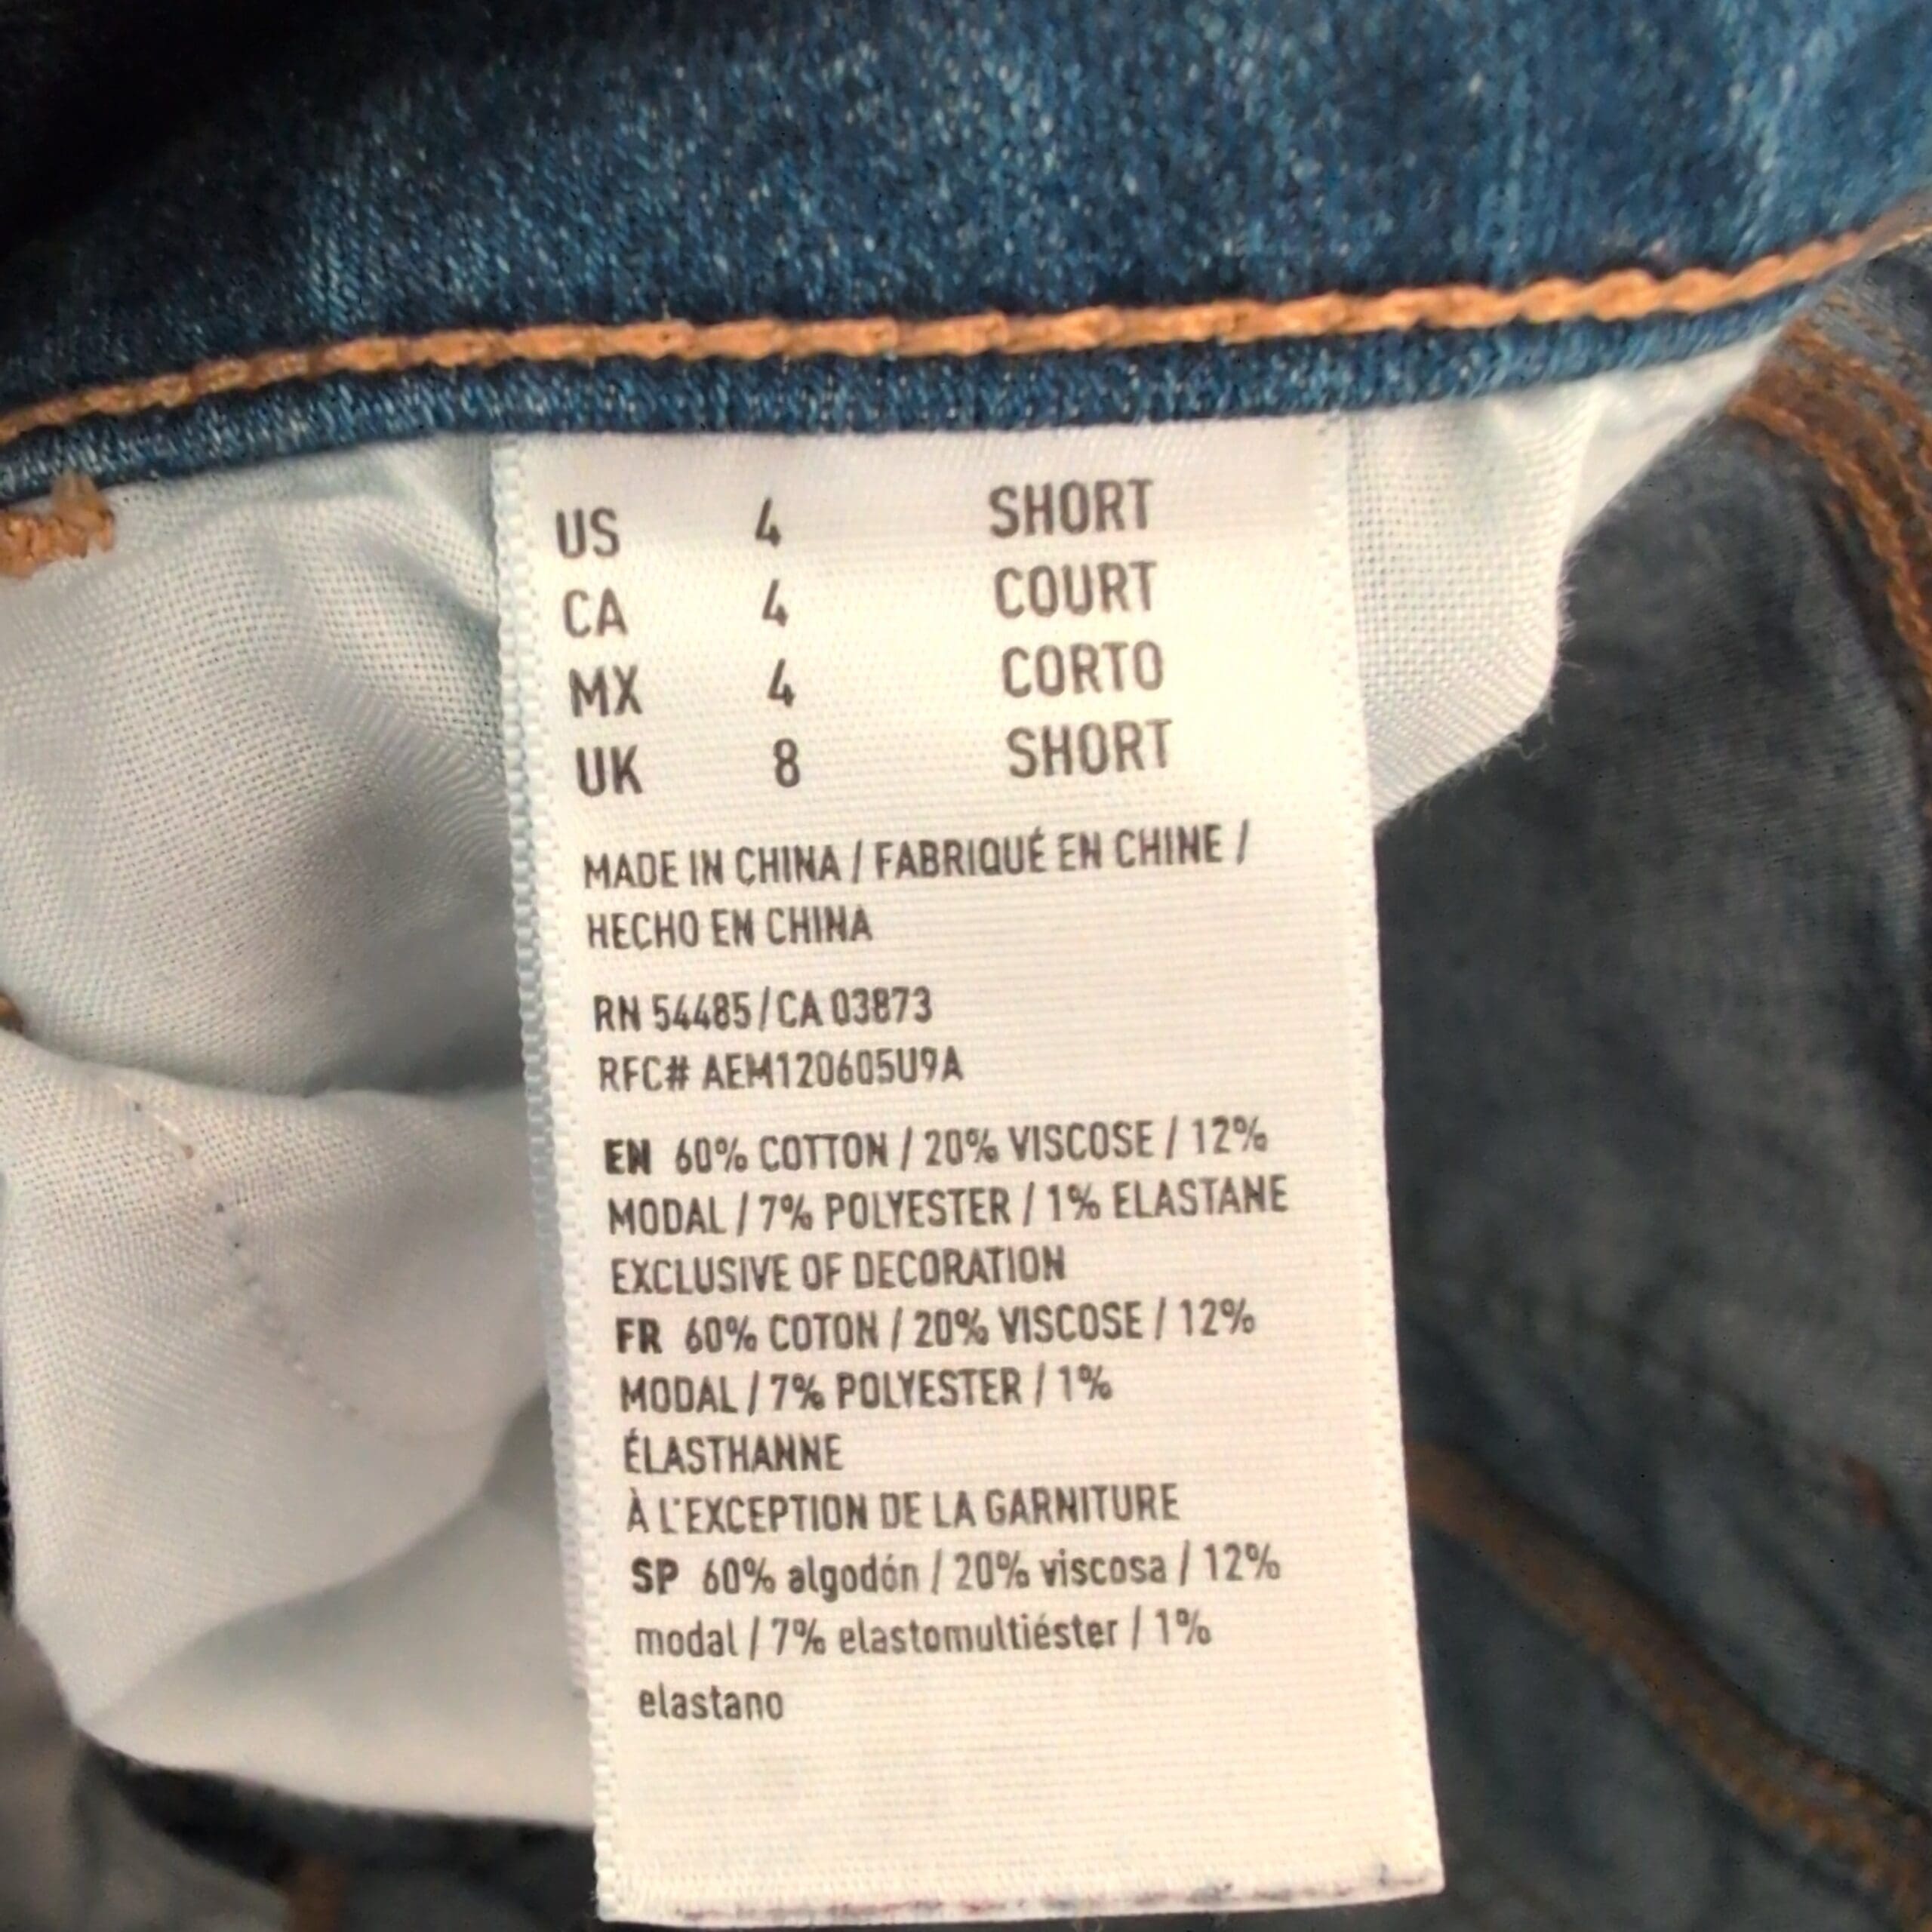 US 4 SHORT
CA 4 COURT
MX 4 CORTO
UK 8 SHORT
MADE IN CHINA / FABRIQUÉ EN CHINE /
HECHO EN CHINA
RN 54485 / CA 03873
RFC# AEM120605U9A
EN 60% COTTON / 20% VISCOSE / 12%
MODAL / 7% POLYESTER / 1% ELASTANE
EXCLUSIVE OF DECORATION
FR 60% COTON / 20% VISCOSE / 12%
MODAL / 7% POLYESTER / 1%
ÉLASTHANNE
À L'EXCEPTION DE LA GARNITURE
SP 60% algodón / 20% viscosa / 12%
modal / 7% elastomultiéster / 1%
elastano